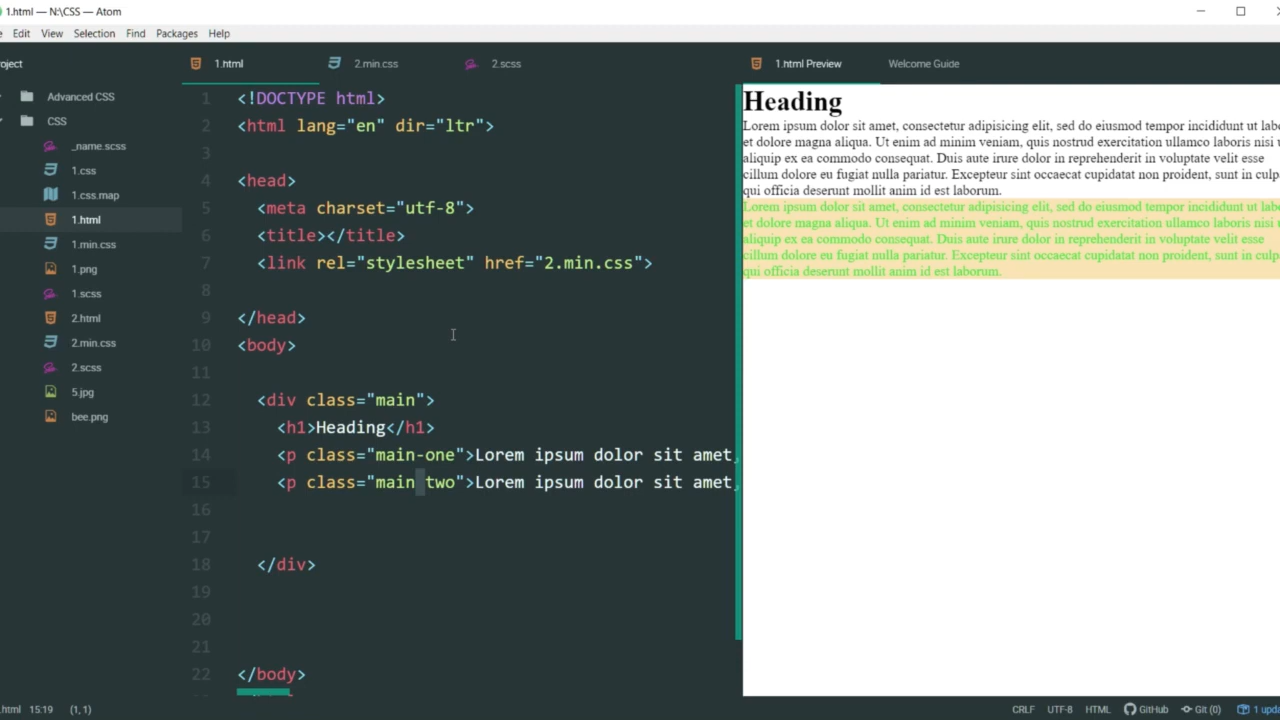 1.html — N:\CSS — Atom
Edit View Selection Find Packages Help
oject
1.html
2.min.css
2.scss
1.html Preview
Welcome Guide
Advanced CSS
CSS
_name.scss
1.css
1.css.map
1.html
1.min.css
1.png
1.scss
2.html
2.min.css
2.scss
5.jpg
bee.png
1 <!DOCTYPE html>
2 <html lang="en" dir="ltr">
3
4 <head>
5 <meta charset="utf-8">
6 <title></title>
7 <link rel="stylesheet" href="2.min.css">
8
9 </head>
10 <body>
11
12 <div class="main">
13 <h1>Heading</h1>
14 <p class="main-one">Lorem ipsum dolor sit amet,
15 <p class="main two">Lorem ipsum dolor sit amet,
16
17
18 </div>
19
20
21
22 </body>
Heading
Lorem ipsum dolor sit amet, consectetur adipisicing elit, sed do eiusmod tempor incididunt ut labo
et dolore magna aliqua. Ut enim ad minim veniam, quis nostrud exercitation ullamco laboris nisi u
aliquip ex ea commodo consequat. Duis aute irure dolor in reprehenderit in voluptate velit esse
cillum dolore eu fugiat nulla pariatur. Excepteur sint occaecat cupidatat non proident, sunt in culp
qui officia deserunt mollit anim id est laborum.
Lorem ipsum dolor sit amet, consectetur adipisicing elit, sed do eiusmod tempor incididunt ut labo
et dolore magna aliqua. Ut enim ad minim veniam, quis nostrud exercitation ullamco laboris nisi u
aliquip ex ea commodo consequat. Duis aute irure dolor in reprehenderit in voluptate velit esse
cillum dolore eu fugiat nulla pariatur. Excepteur sint occaecat cupidatat non proident, sunt in culp
qui officia deserunt mollit anim id est laborum.
.html 15:19 (1, 1)
CRLF UTF-8 HTML GitHub Git (0) 1 upda